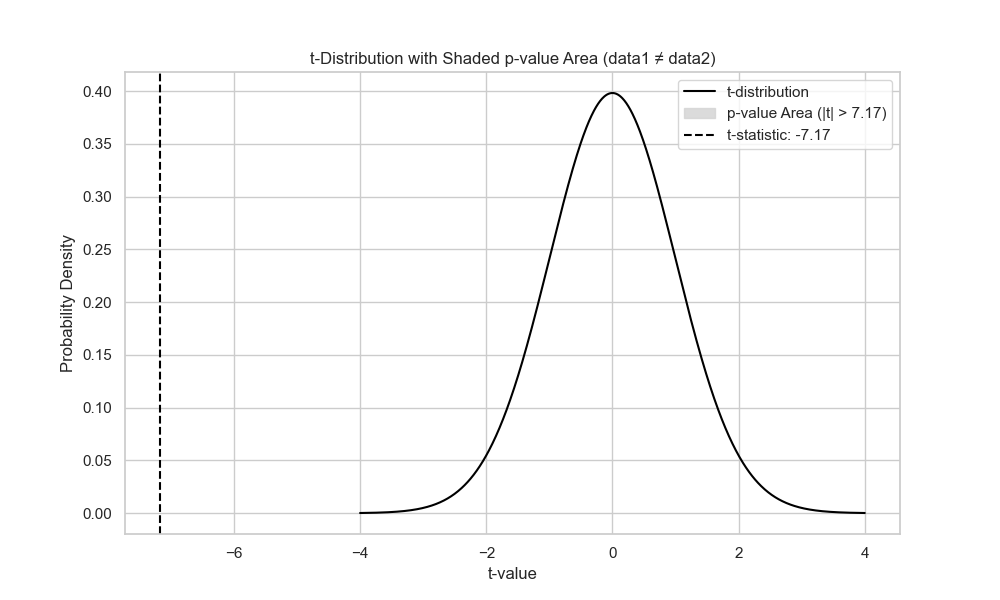 t-Distribution with Shaded p-value Area (data1 ≠ data2)
t-distribution
p-value Area (|t| > 7.17)
t-statistic: -7.17
Probability Density
0.40
0.35
0.30
0.25
0.20
0.15
0.10
0.05
0.00
−6
−4
−2
0
2
4
t-value